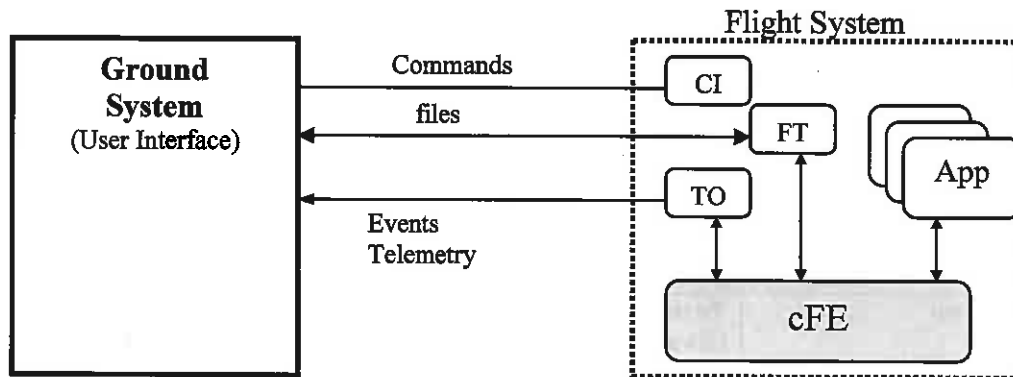 Flight System
Ground
System
(User Interface)
Commands
CI
files
FT
App
TO
Events
Telemetry
cFE